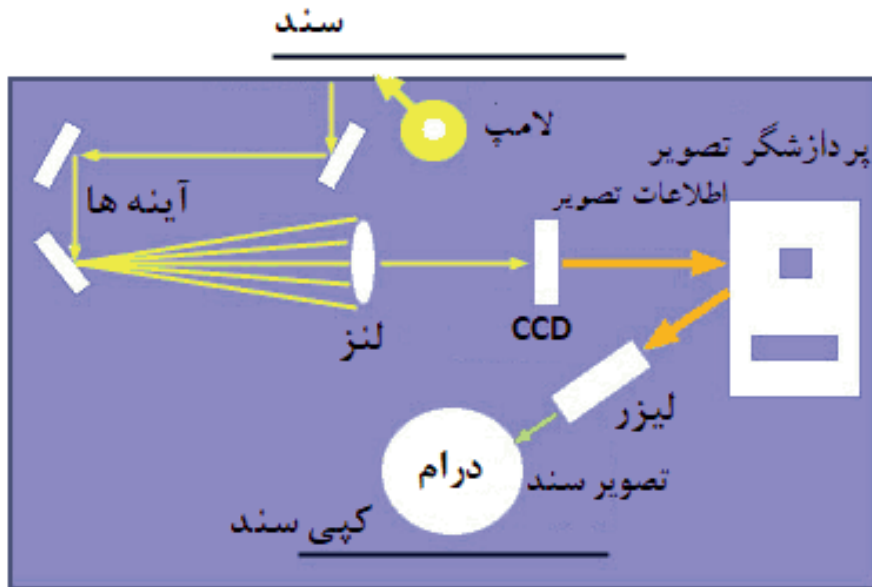 سند
لامپ
پردازشگر تصویر
اطلاعات تصویر
آینه ها
لنز
CCD
لیزر
درام
تصویر سند
کپی سند